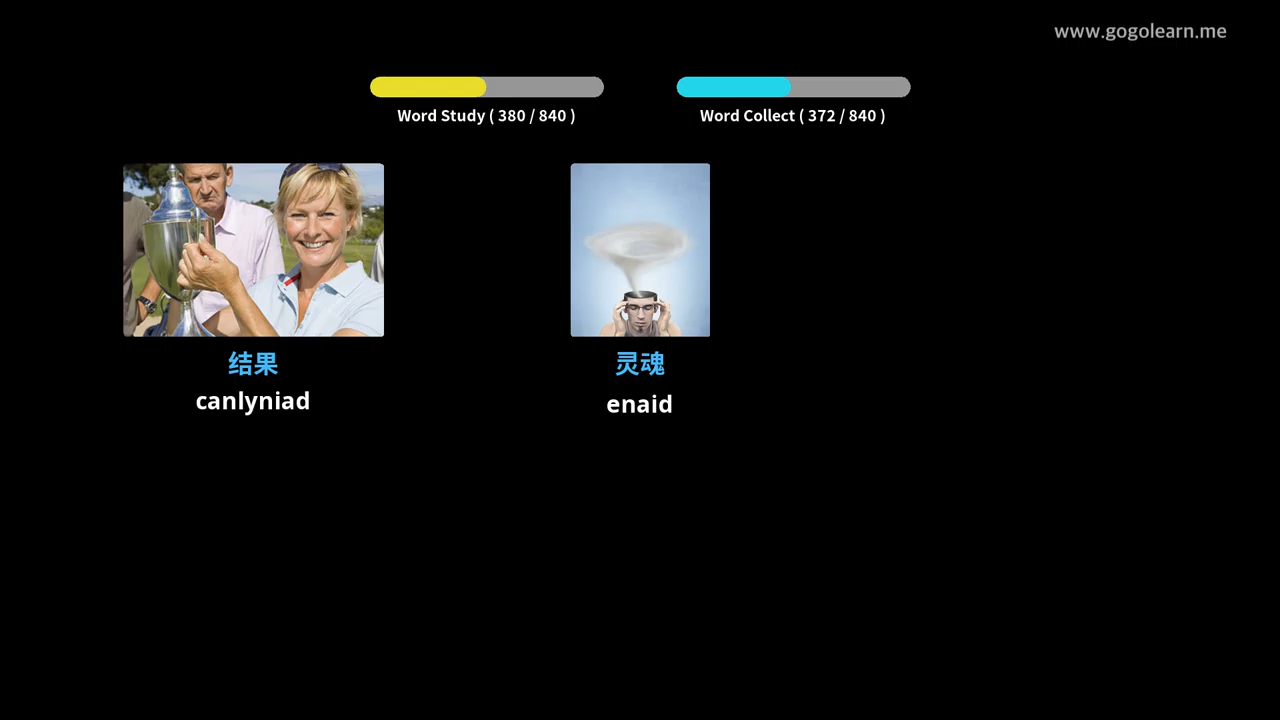 www.gogolearn.me
Word Study ( 380 / 840 )
Word Collect ( 372 / 840 )
结果
canlyniad
灵魂
enaid